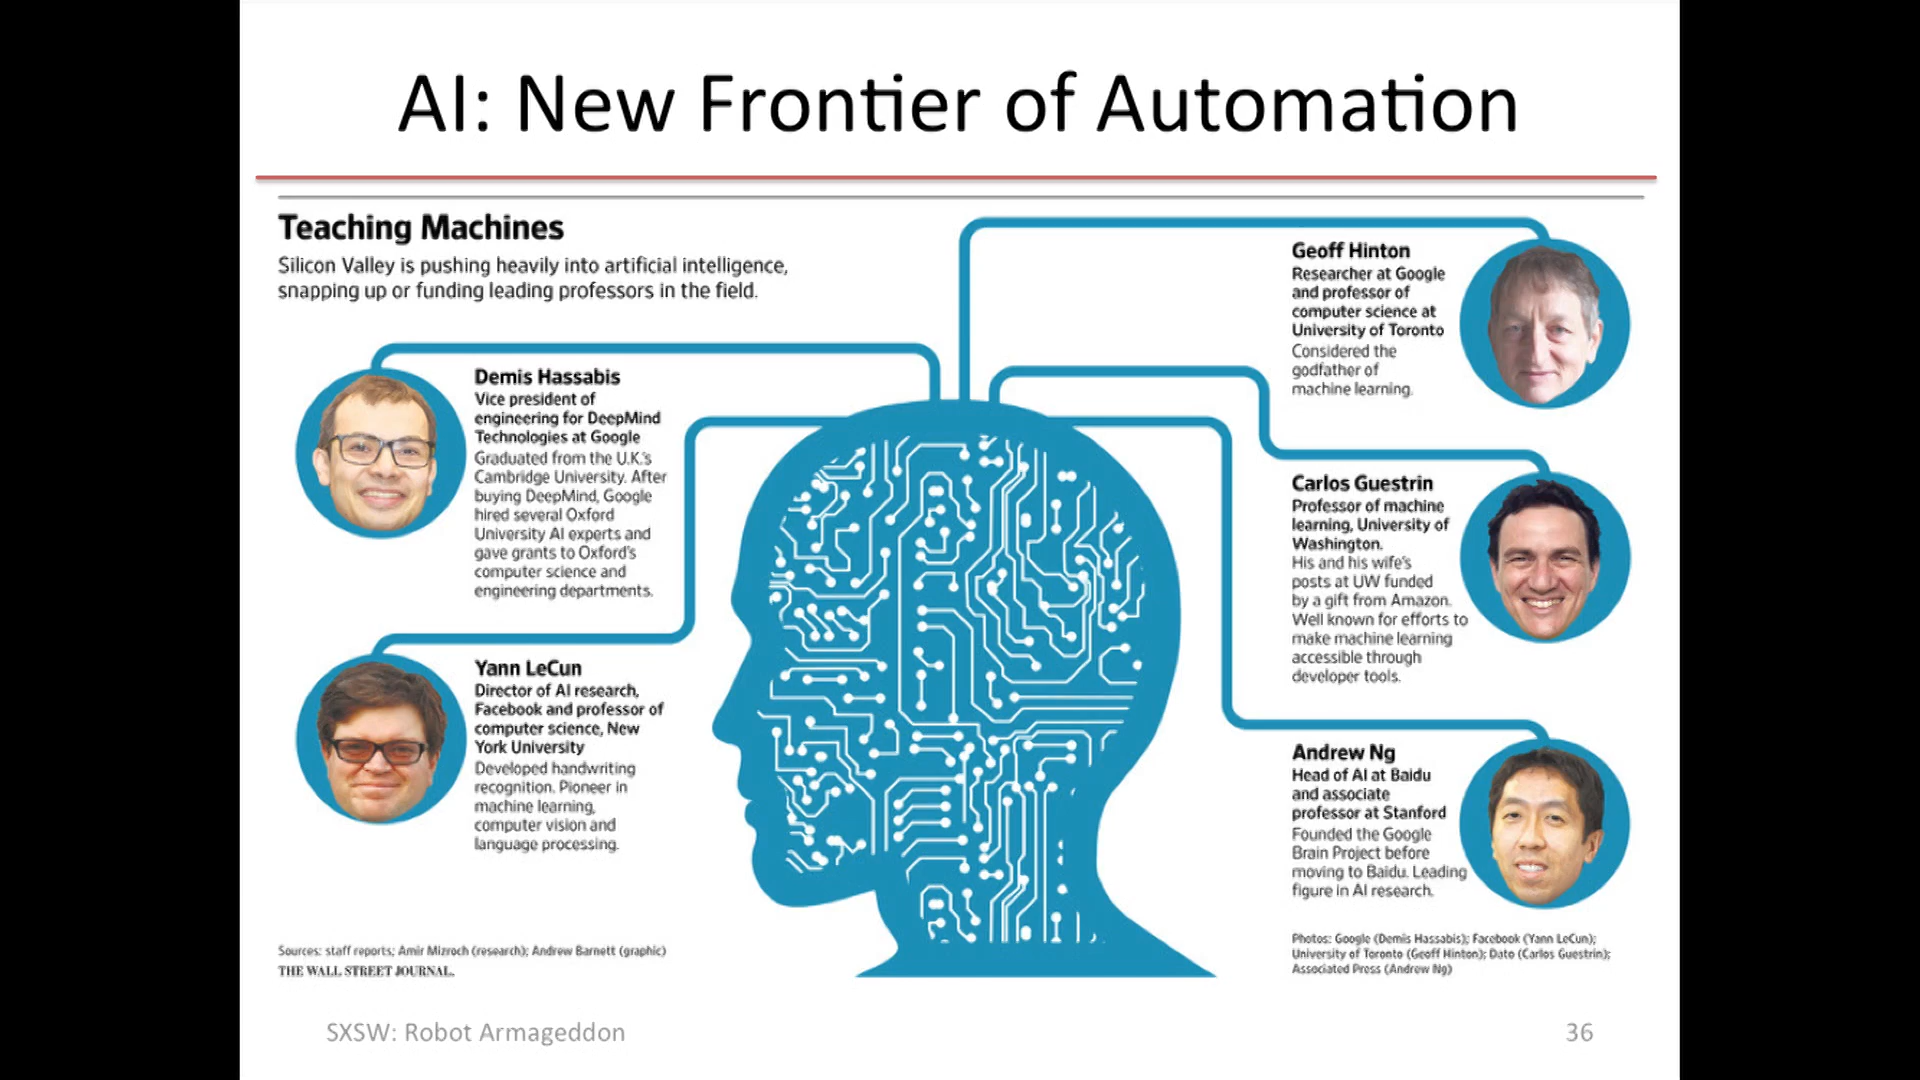 AI: New Frontier of Automation
Teaching Machines
Silicon Valley is pushing heavily into artificial intelligence,
snapping up or funding leading professors in the field.
Demis Hassabis
Vice president of
engineering for DeepMind
Technologies at Google
Graduated from the U.K.'s
Cambridge University. After
buying DeepMind, Google
hired several Oxford
University AI experts and
gave grants to Oxford's
computer science and
engineering departments.
Yann LeCun
Director of AI research,
Facebook and professor of
computer science, New
York University
Developed handwriting
recognition. Pioneer in
machine learning,
computer vision and
language processing.
Geoff Hinton
Researcher at Google
and professor of
computer science at
University of Toronto
Considered the
godfather of
machine learning.
Carlos Guestrin
Professor of machine
learning, University of
Washington.
His and his wife's
posts at UW funded
by a gift from Amazon.
Well known for efforts to
make machine learning
accessible through
developer tools.
Andrew Ng
Head of AI at Baidu
and associate
professor at Stanford
Founded the Google
Brain Project before
moving to Baidu. Leading
figure in AI research.
Sources: staff reports; Amir Mizroch (research); Andrew Barnett (graphic)
THE WALL STREET JOURNAL.
Photos: Google (Demis Hassabis); Facebook (Yann LeCun);
University of Toronto (Geoff Hinton); Dato (Carlos Guestrin);
Associated Press (Andrew Ng)
SXSW: Robot Armageddon
36